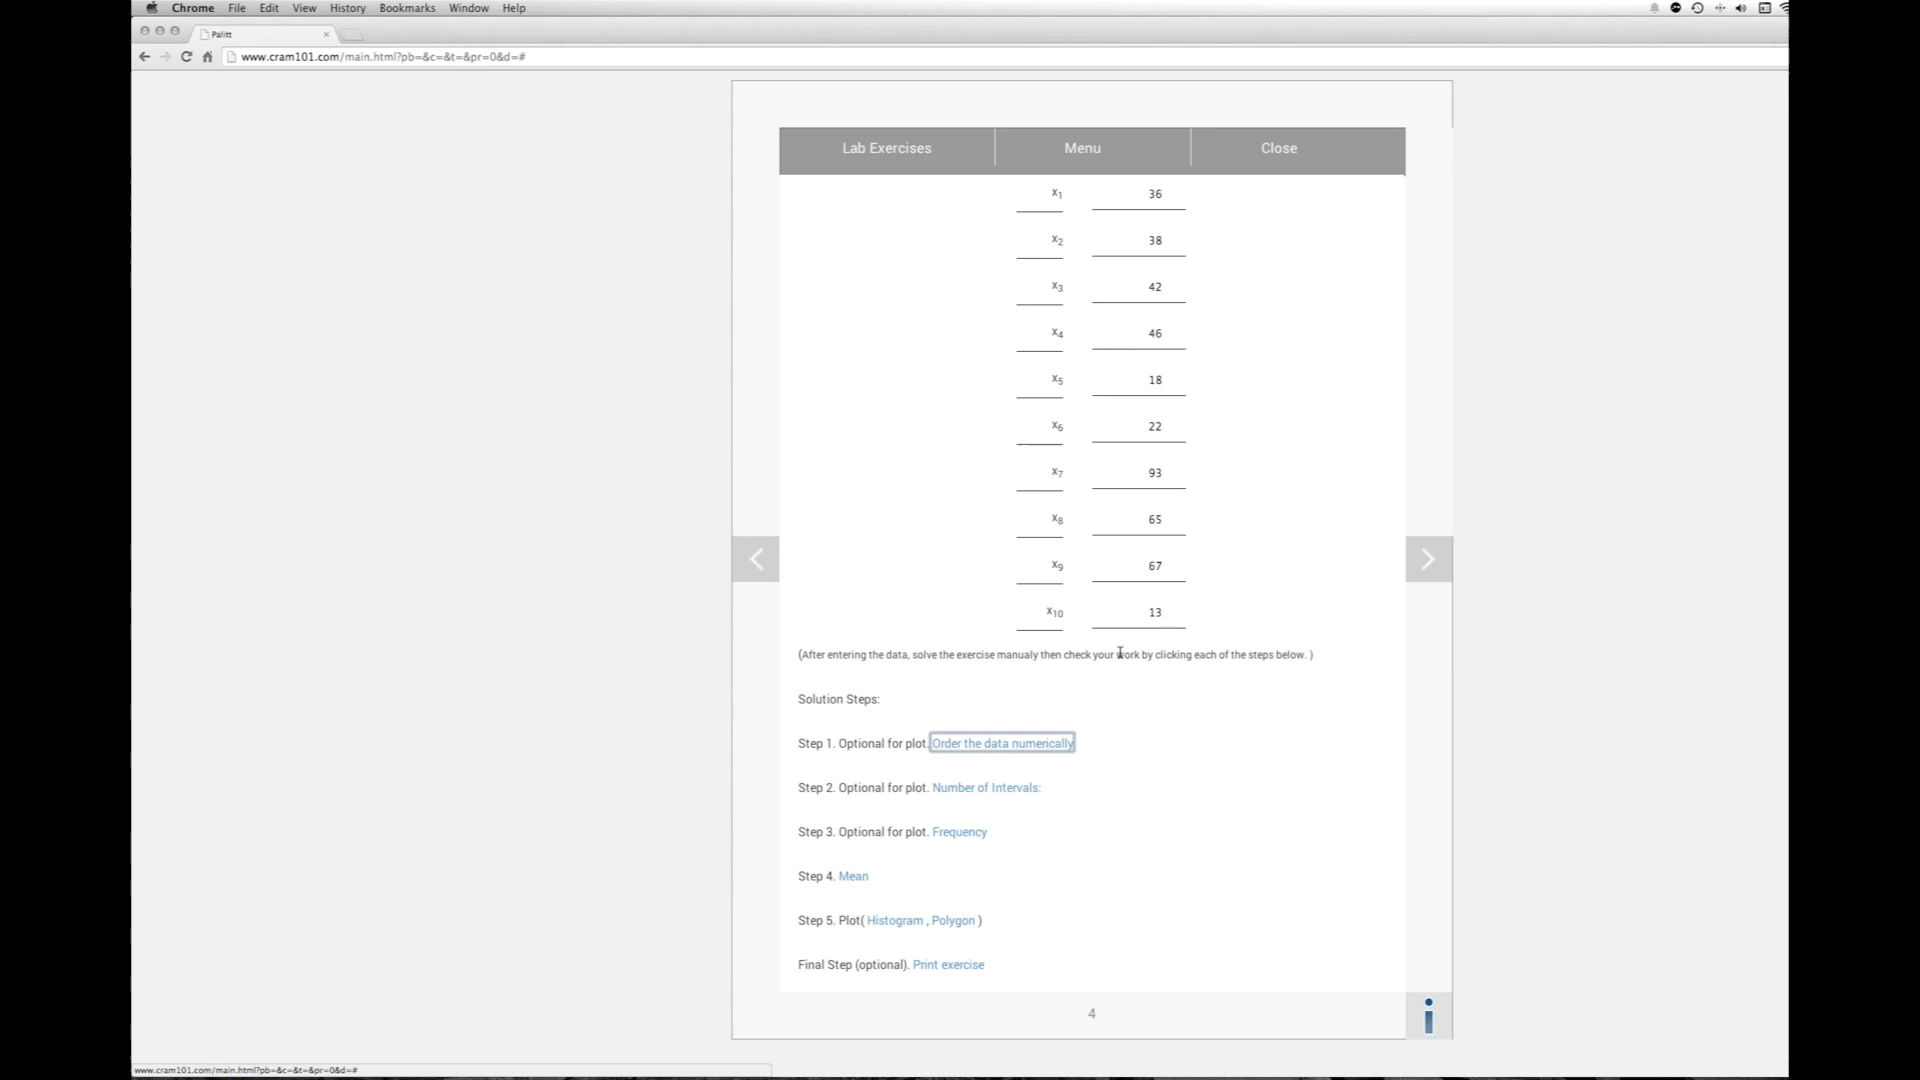 Chrome File Edit View History Bookmarks Window Help
Palitt
www.cram101.com/main.html?pb=&c=&t=&pr=0&d=#
Lab Exercises Menu Close
x1 36
x2 38
x3 42
x4 46
x5 18
x6 22
x7 93
x8 65
x9 67
x10 13
(After entering the data, solve the exercise manualy then check your work by clicking each of the steps below. )
Solution Steps:
Step 1. Optional for plot. Order the data numerically
Step 2. Optional for plot. Number of Intervals:
Step 3. Optional for plot. Frequency
Step 4. Mean
Step 5. Plot( Histogram , Polygon )
Final Step (optional). Print exercise
4
i
www.cram101.com/main.html?pb=&c=&t=&pr=0&d=#